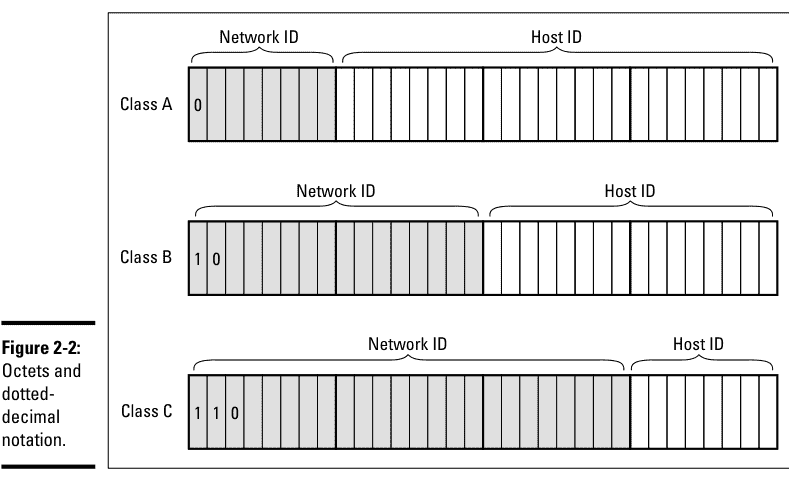 Network ID
Host ID
Class A
0
Network ID
Host ID
Class B
1 0
Network ID
Host ID
Class C
1 1 0
Figure 2-2:
Octets and
dotted-
decimal
notation.